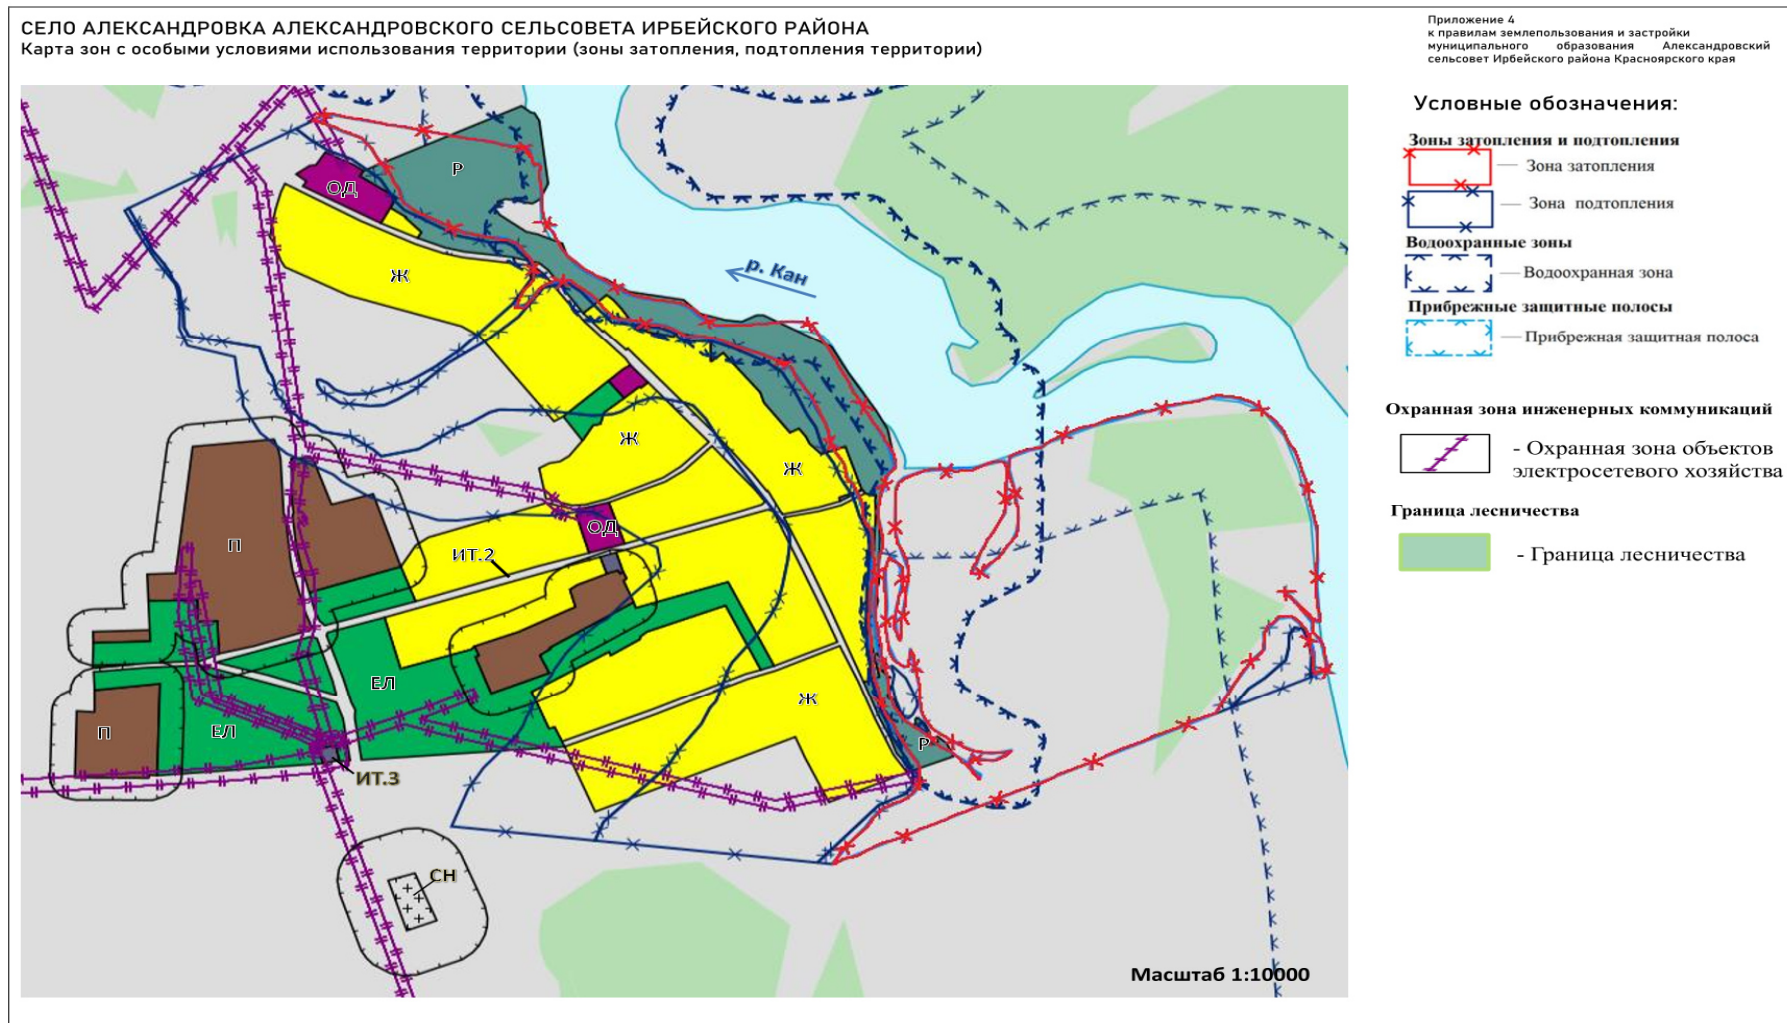 СЕЛО АЛЕКСАНДРОВКА АЛЕКСАНДРОВСКОГО СЕЛЬСОВЕТА ИРБЕЙСКОГО РАЙОНА
Карта зон с особыми условиями использования территории (зоны затопления, подтопления территории)
Приложение 4
к правилам землепользования и застройки
муниципального образования Александровский
сельсовет Ирбейского района Красноярского края
Условные обозначения:
Зоны затопления и подтопления
Зона затопления
Зона подтопления
Водоохранные зоны
Водоохранная зона
Прибрежные защитные полосы
Прибрежная защитная полоса
Охранная зона инженерных коммуникаций
- Охранная зона объектов
электросетевого хозяйства
Граница лесничества
- Граница лесничества
Р
ОД
Ж
р. Кан
Ж
Ж
ОД
П
ИТ.2
ЕЛ
Ж
П
ЕЛ
Р
ИТ.3
СН
Масштаб 1:10000